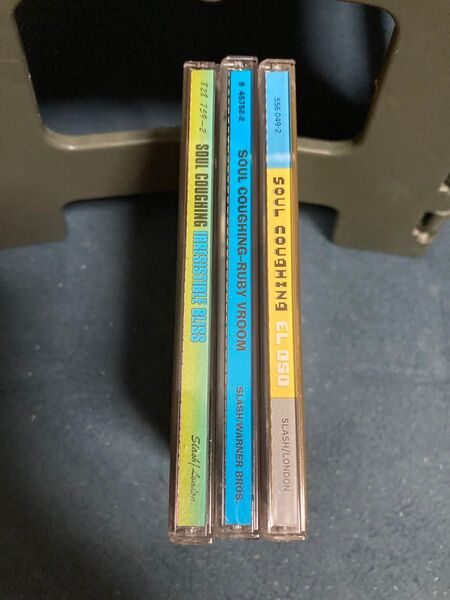 828 759-2 SOUL COUGHING IRRESISTIBLE BLISS Slash/London
9 45752-2 SOUL COUGHING-RUBY VROOM SLASH/WARNER BROS.
556 049-2 SOUL COUGHING EL OSO SLASH/LONDON